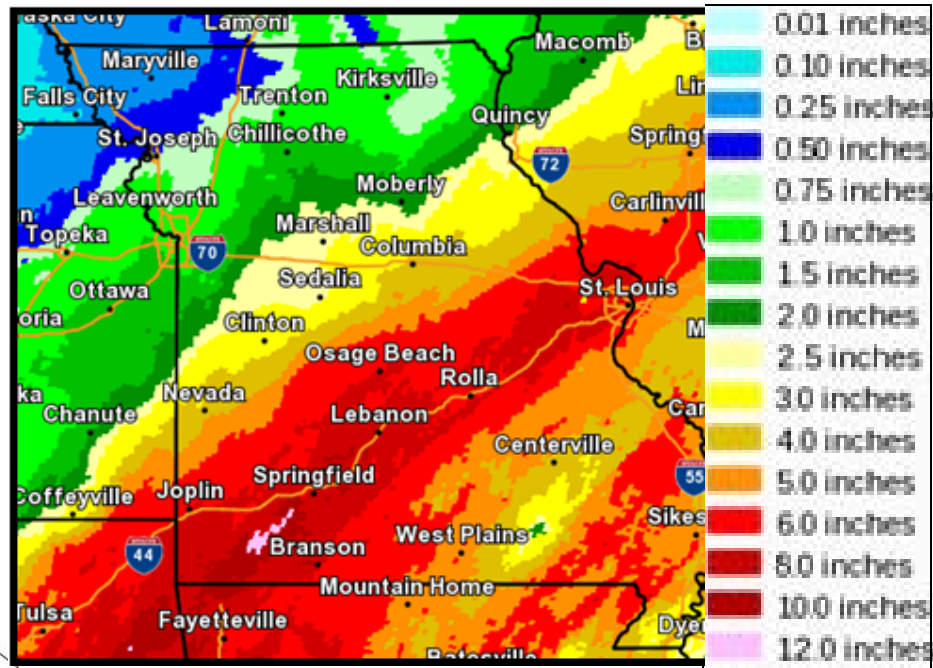 Lamoni
Macomb
Maryville
Kirksville
Falls City
Trenton
Quincy
St. Joseph
Chillicothe
72
Moberly
Leavenworth
Marshall
Topeka
70
Columbia
Sedalia
St. Louis
Ottawa
Clinton
Osage Beach
Rolla
Nevada
Chanute
Lebanon
Centerville
Springfield
55
Coffeyville
Joplin
West Plains
44
Branson
Mountain Home
Tulsa
Fayetteville
Batesville
0.01 inches
0.10 inches
0.25 inches
0.50 inches
0.75 inches
1.0 inches
1.5 inches
2.0 inches
2.5 inches
3.0 inches
4.0 inches
5.0 inches
6.0 inches
8.0 inches
10.0 inches
12.0 inches